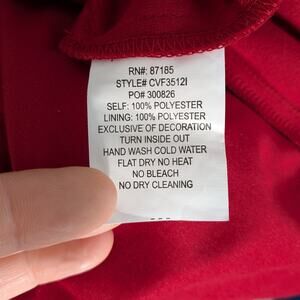 RN#: 87185
STYLE# CVF3512I
PO# 300826
SELF: 100% POLYESTER
LINING: 100% POLYESTER
EXCLUSIVE OF DECORATION
TURN INSIDE OUT
HAND WASH COLD WATER
FLAT DRY NO HEAT
NO BLEACH
NO DRY CLEANING